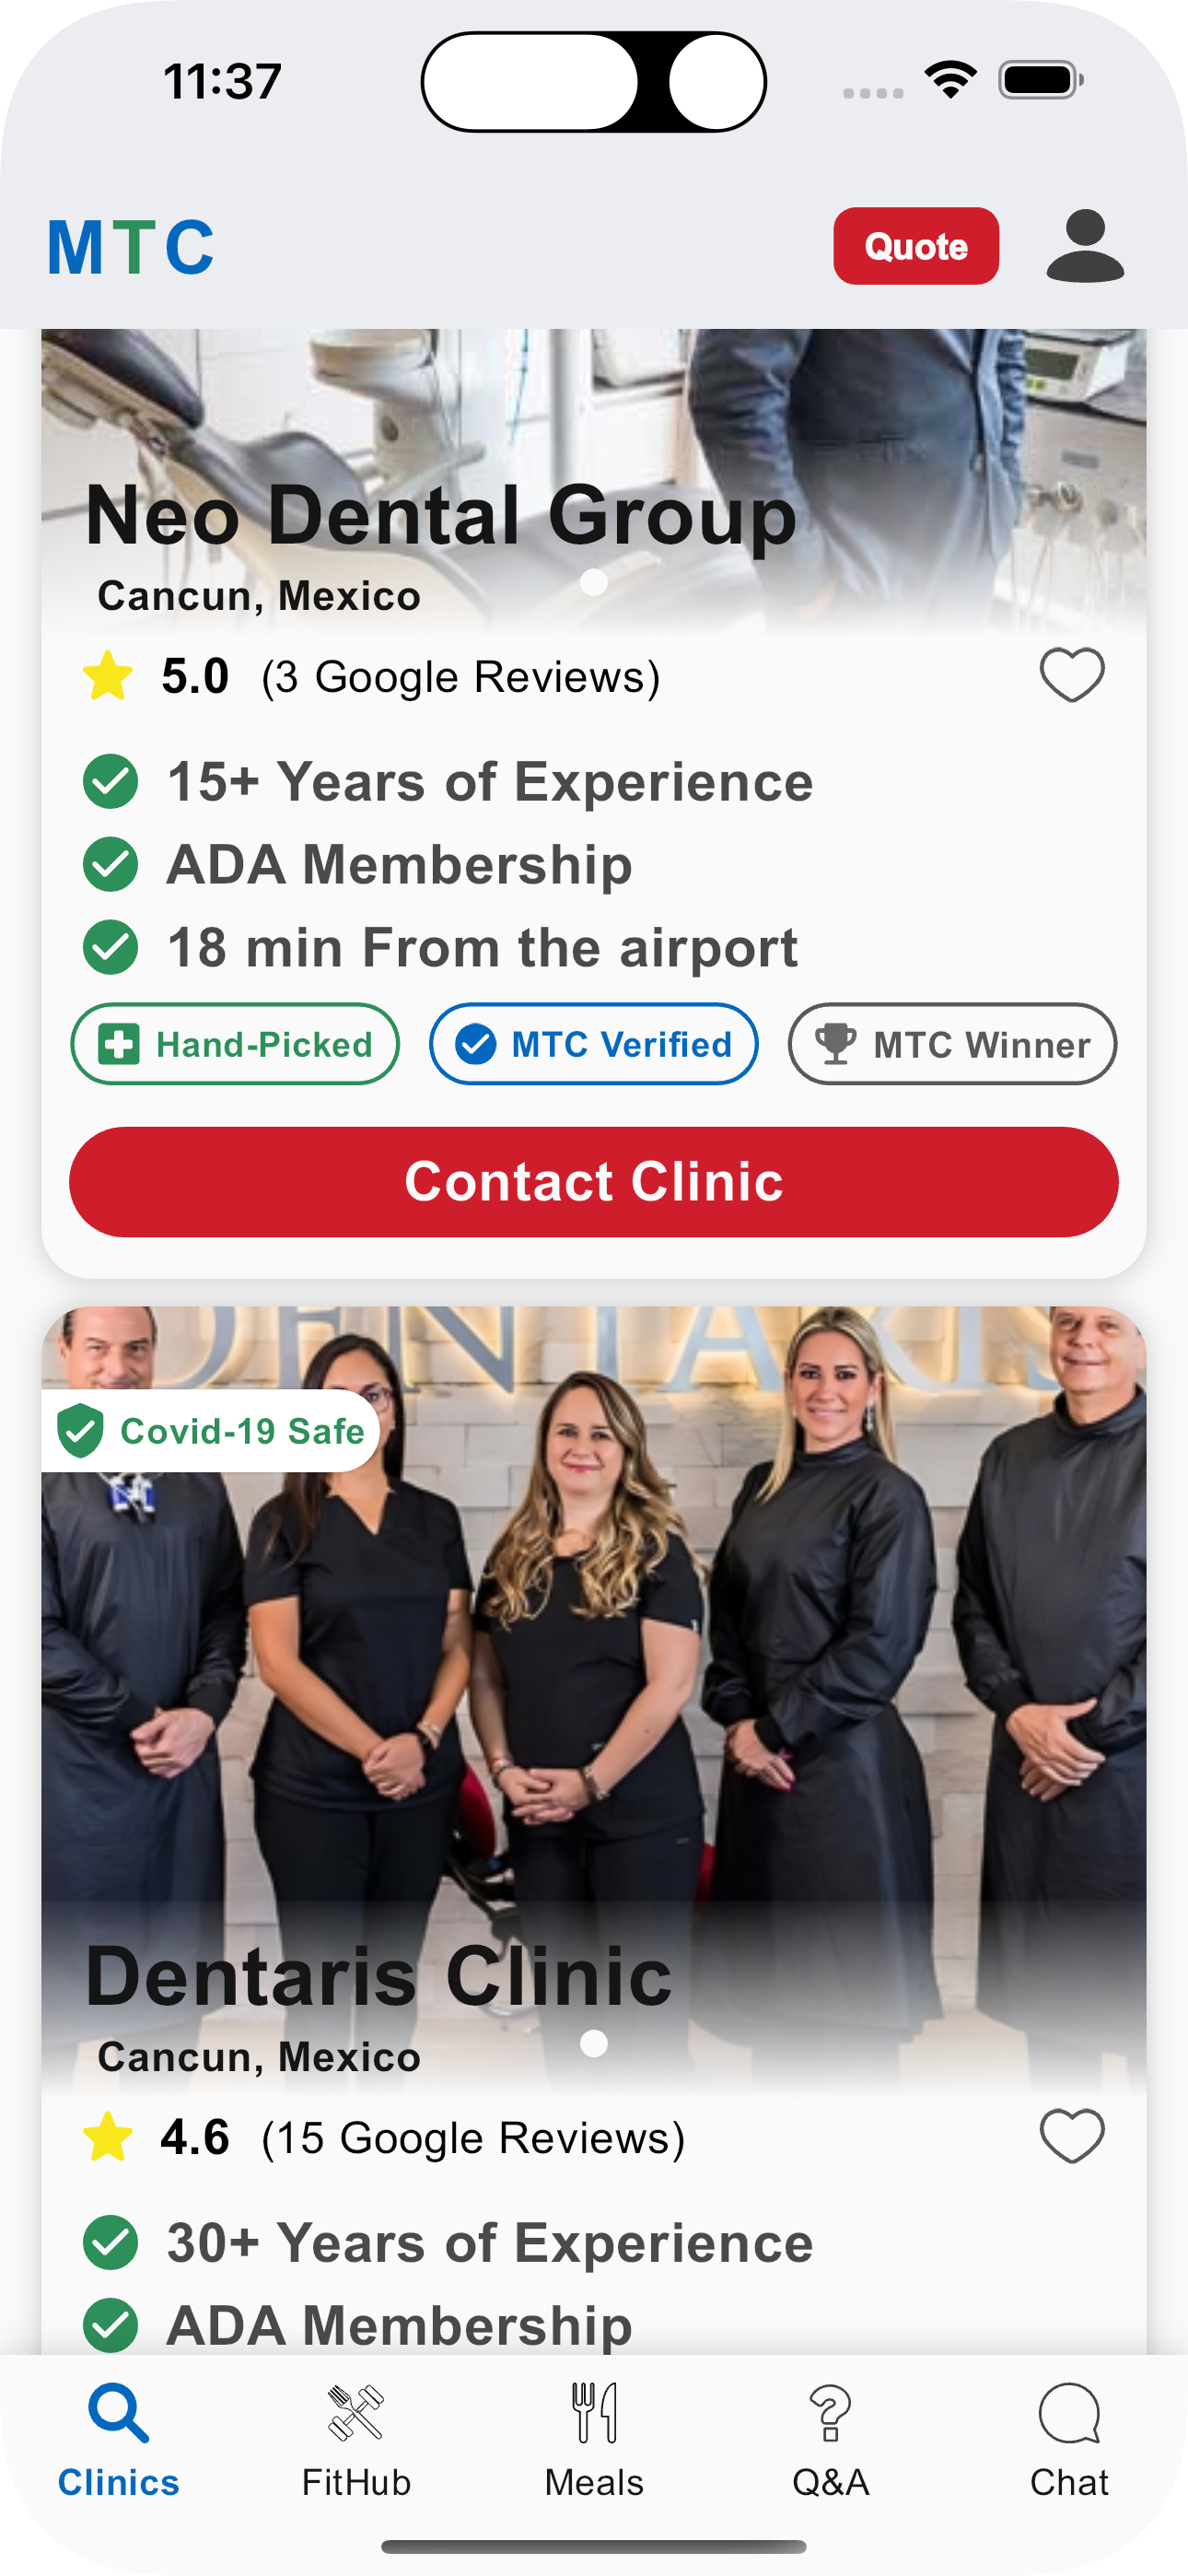 11:37
MTC
Quote
Neo Dental Group
Cancun, Mexico
5.0 (3 Google Reviews)
15+ Years of Experience
ADA Membership
18 min From the airport
Hand-Picked
MTC Verified
MTC Winner
Contact Clinic
DENTARIS
Covid-19 Safe
Dentaris Clinic
Cancun, Mexico
4.6 (15 Google Reviews)
30+ Years of Experience
ADA Membership
Clinics
FitHub
Meals
Q&A
Chat